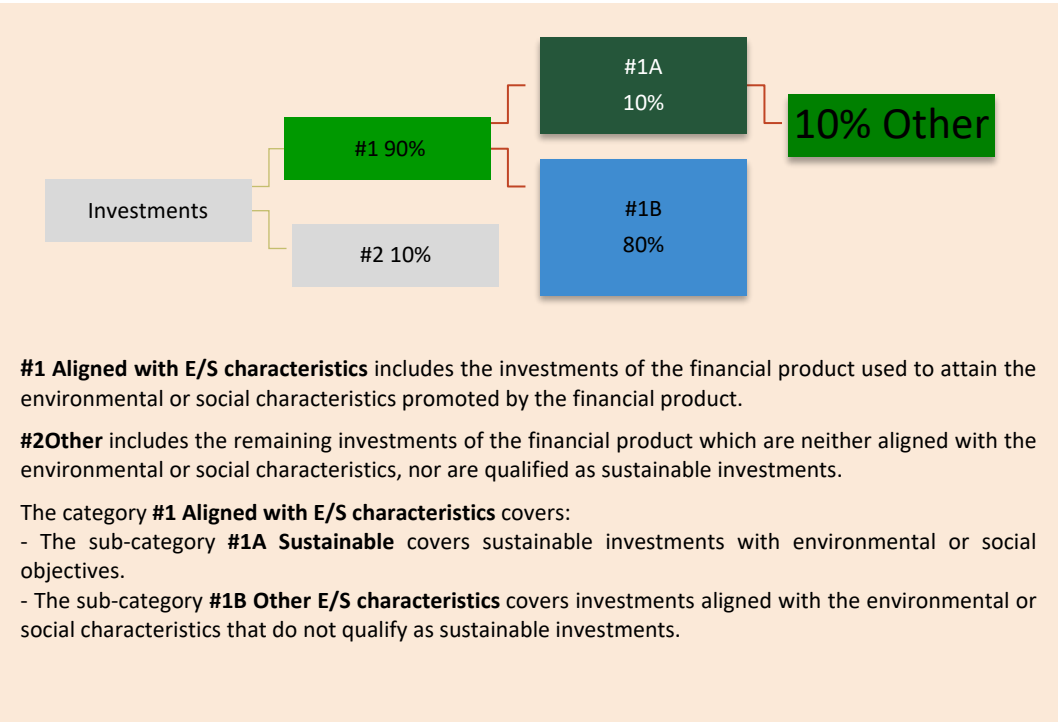 #1A
10%
10% Other
#1 90%
Investments
#1B
80%
#2 10%
#1 Aligned with E/S characteristics includes the investments of the financial product used to attain the
environmental or social characteristics promoted by the financial product.
#2Other includes the remaining investments of the financial product which are neither aligned with the
environmental or social characteristics, nor are qualified as sustainable investments.
The category #1 Aligned with E/S characteristics covers:
- The sub-category #1A Sustainable covers sustainable investments with environmental or social
objectives.
- The sub-category #1B Other E/S characteristics covers investments aligned with the environmental or
social characteristics that do not qualify as sustainable investments.